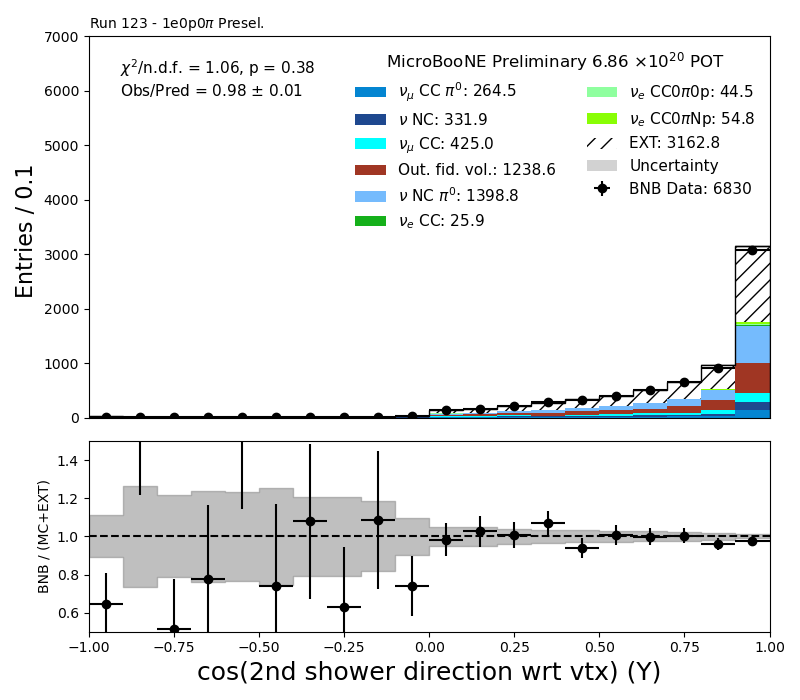 Run 123 - 1e0p0π Presel.
χ²/n.d.f. = 1.06, p = 0.38
Obs/Pred = 0.98 ± 0.01
MicroBooNE Preliminary 6.86 ×10²⁰ POT
ν_μ CC π⁰: 264.5
ν NC: 331.9
ν_μ CC: 425.0
Out. fid. vol.: 1238.6
ν NC π⁰: 1398.8
ν_e CC: 25.9
ν_e CC0π0p: 44.5
ν_e CC0πNp: 54.8
EXT: 3162.8
Uncertainty
BNB Data: 6830
Entries / 0.1
7000
6000
5000
4000
3000
2000
1000
0
BNB / (MC+EXT)
1.4
1.2
1.0
0.8
0.6
−1.00 −0.75 −0.50 −0.25 0.00 0.25 0.50 0.75 1.00
cos(2nd shower direction wrt vtx) (Y)